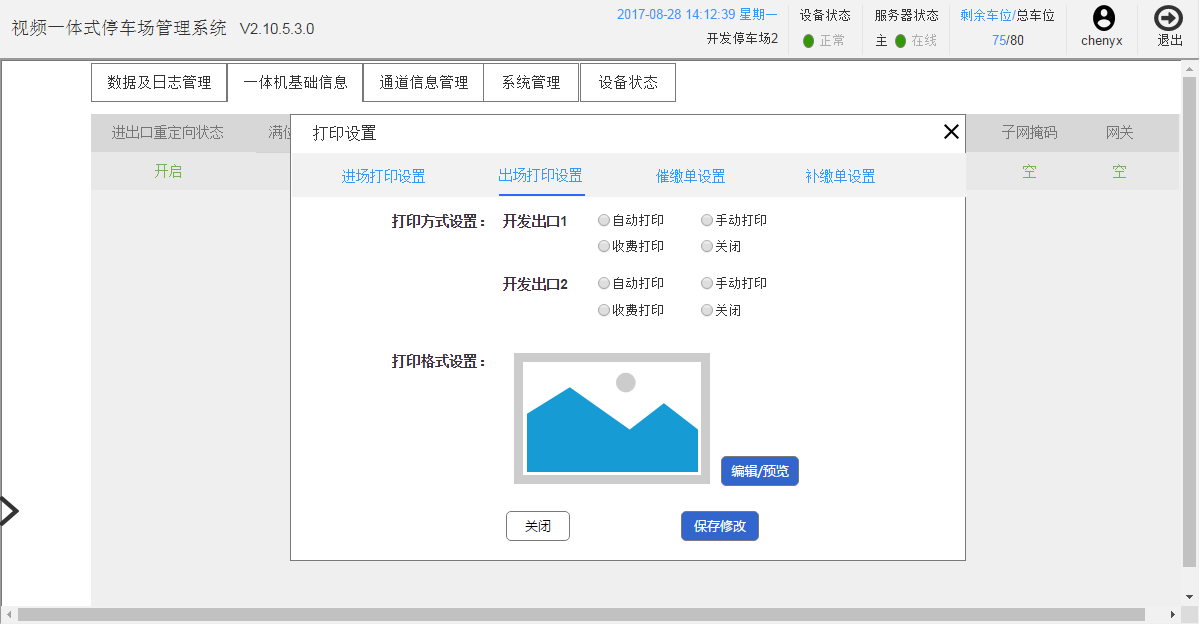 视频一体式停车场管理系统 V2.10.5.3.0
2017-08-28 14:12:39 星期一
开发停车场2
设备状态
正常
服务器状态
主 在线
剩余车位/总车位
75/80
chenyx
退出
数据及日志管理 一体机基础信息 通道信息管理 系统管理 设备状态
进出口重定向状态 满 子网掩码 网关
开启 空 空
打印设置
进场打印设置 出场打印设置 催缴单设置 补缴单设置
打印方式设置： 开发出口1 自动打印 手动打印
收费打印 关闭
开发出口2 自动打印 手动打印
收费打印 关闭
打印格式设置：
编辑/预览
关闭 保存修改